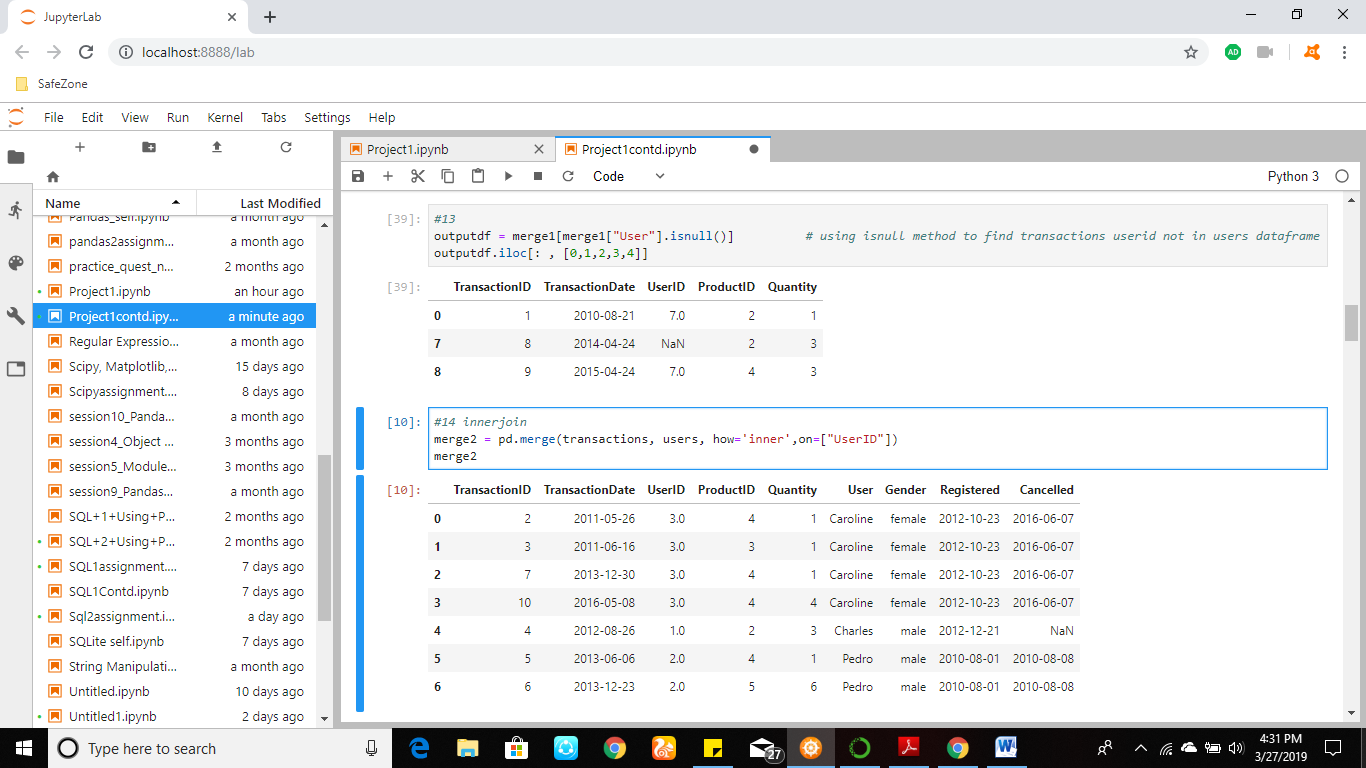 JupyterLab
localhost:8888/lab
AD
SafeZone
File Edit View Run Kernel Tabs Settings Help
Project1.ipynb
Project1contd.ipynb
Code
Python 3
Name Last Modified
Pandas_self.ipynb a month ago
pandas2assignm... a month ago
practice_quest_n... 2 months ago
Project1.ipynb an hour ago
Project1contd.ipy... a minute ago
Regular Expressio... a month ago
Scipy, Matplotlib,... 15 days ago
Scipyassignment.... 8 days ago
session10_Panda... a month ago
session4_Object ... 3 months ago
session5_Module... 3 months ago
session9_Pandas... a month ago
SQL+1+Using+P... 2 months ago
SQL+2+Using+P... 2 months ago
SQL1assignment.... 7 days ago
SQL1Contd.ipynb 7 days ago
Sql2assignment.i... a day ago
SQLite self.ipynb 7 days ago
String Manipulati... a month ago
Untitled.ipynb 10 days ago
Untitled1.ipynb 2 days ago
[39]: #13
outputdf = merge1[merge1["User"].isnull()] # using isnull method to find transactions userid not in users dataframe
outputdf.iloc[: , [0,1,2,3,4]]
[39]: TransactionID TransactionDate UserID ProductID Quantity
0 1 2010-08-21 7.0 2 1
7 8 2014-04-24 NaN 2 3
8 9 2015-04-24 7.0 4 3
[10]: #14 innerjoin
merge2 = pd.merge(transactions, users, how='inner',on=["UserID"])
merge2
[10]: TransactionID TransactionDate UserID ProductID Quantity User Gender Registered Cancelled
0 2 2011-05-26 3.0 4 1 Caroline female 2012-10-23 2016-06-07
1 3 2011-06-16 3.0 3 1 Caroline female 2012-10-23 2016-06-07
2 7 2013-12-30 3.0 4 1 Caroline female 2012-10-23 2016-06-07
3 10 2016-05-08 3.0 4 4 Caroline female 2012-10-23 2016-06-07
4 4 2012-08-26 1.0 2 3 Charles male 2012-12-21 NaN
5 5 2013-06-06 2.0 4 1 Pedro male 2010-08-01 2010-08-08
6 6 2013-12-23 2.0 5 6 Pedro male 2010-08-01 2010-08-08
Type here to search
27
4:31 PM
3/27/2019